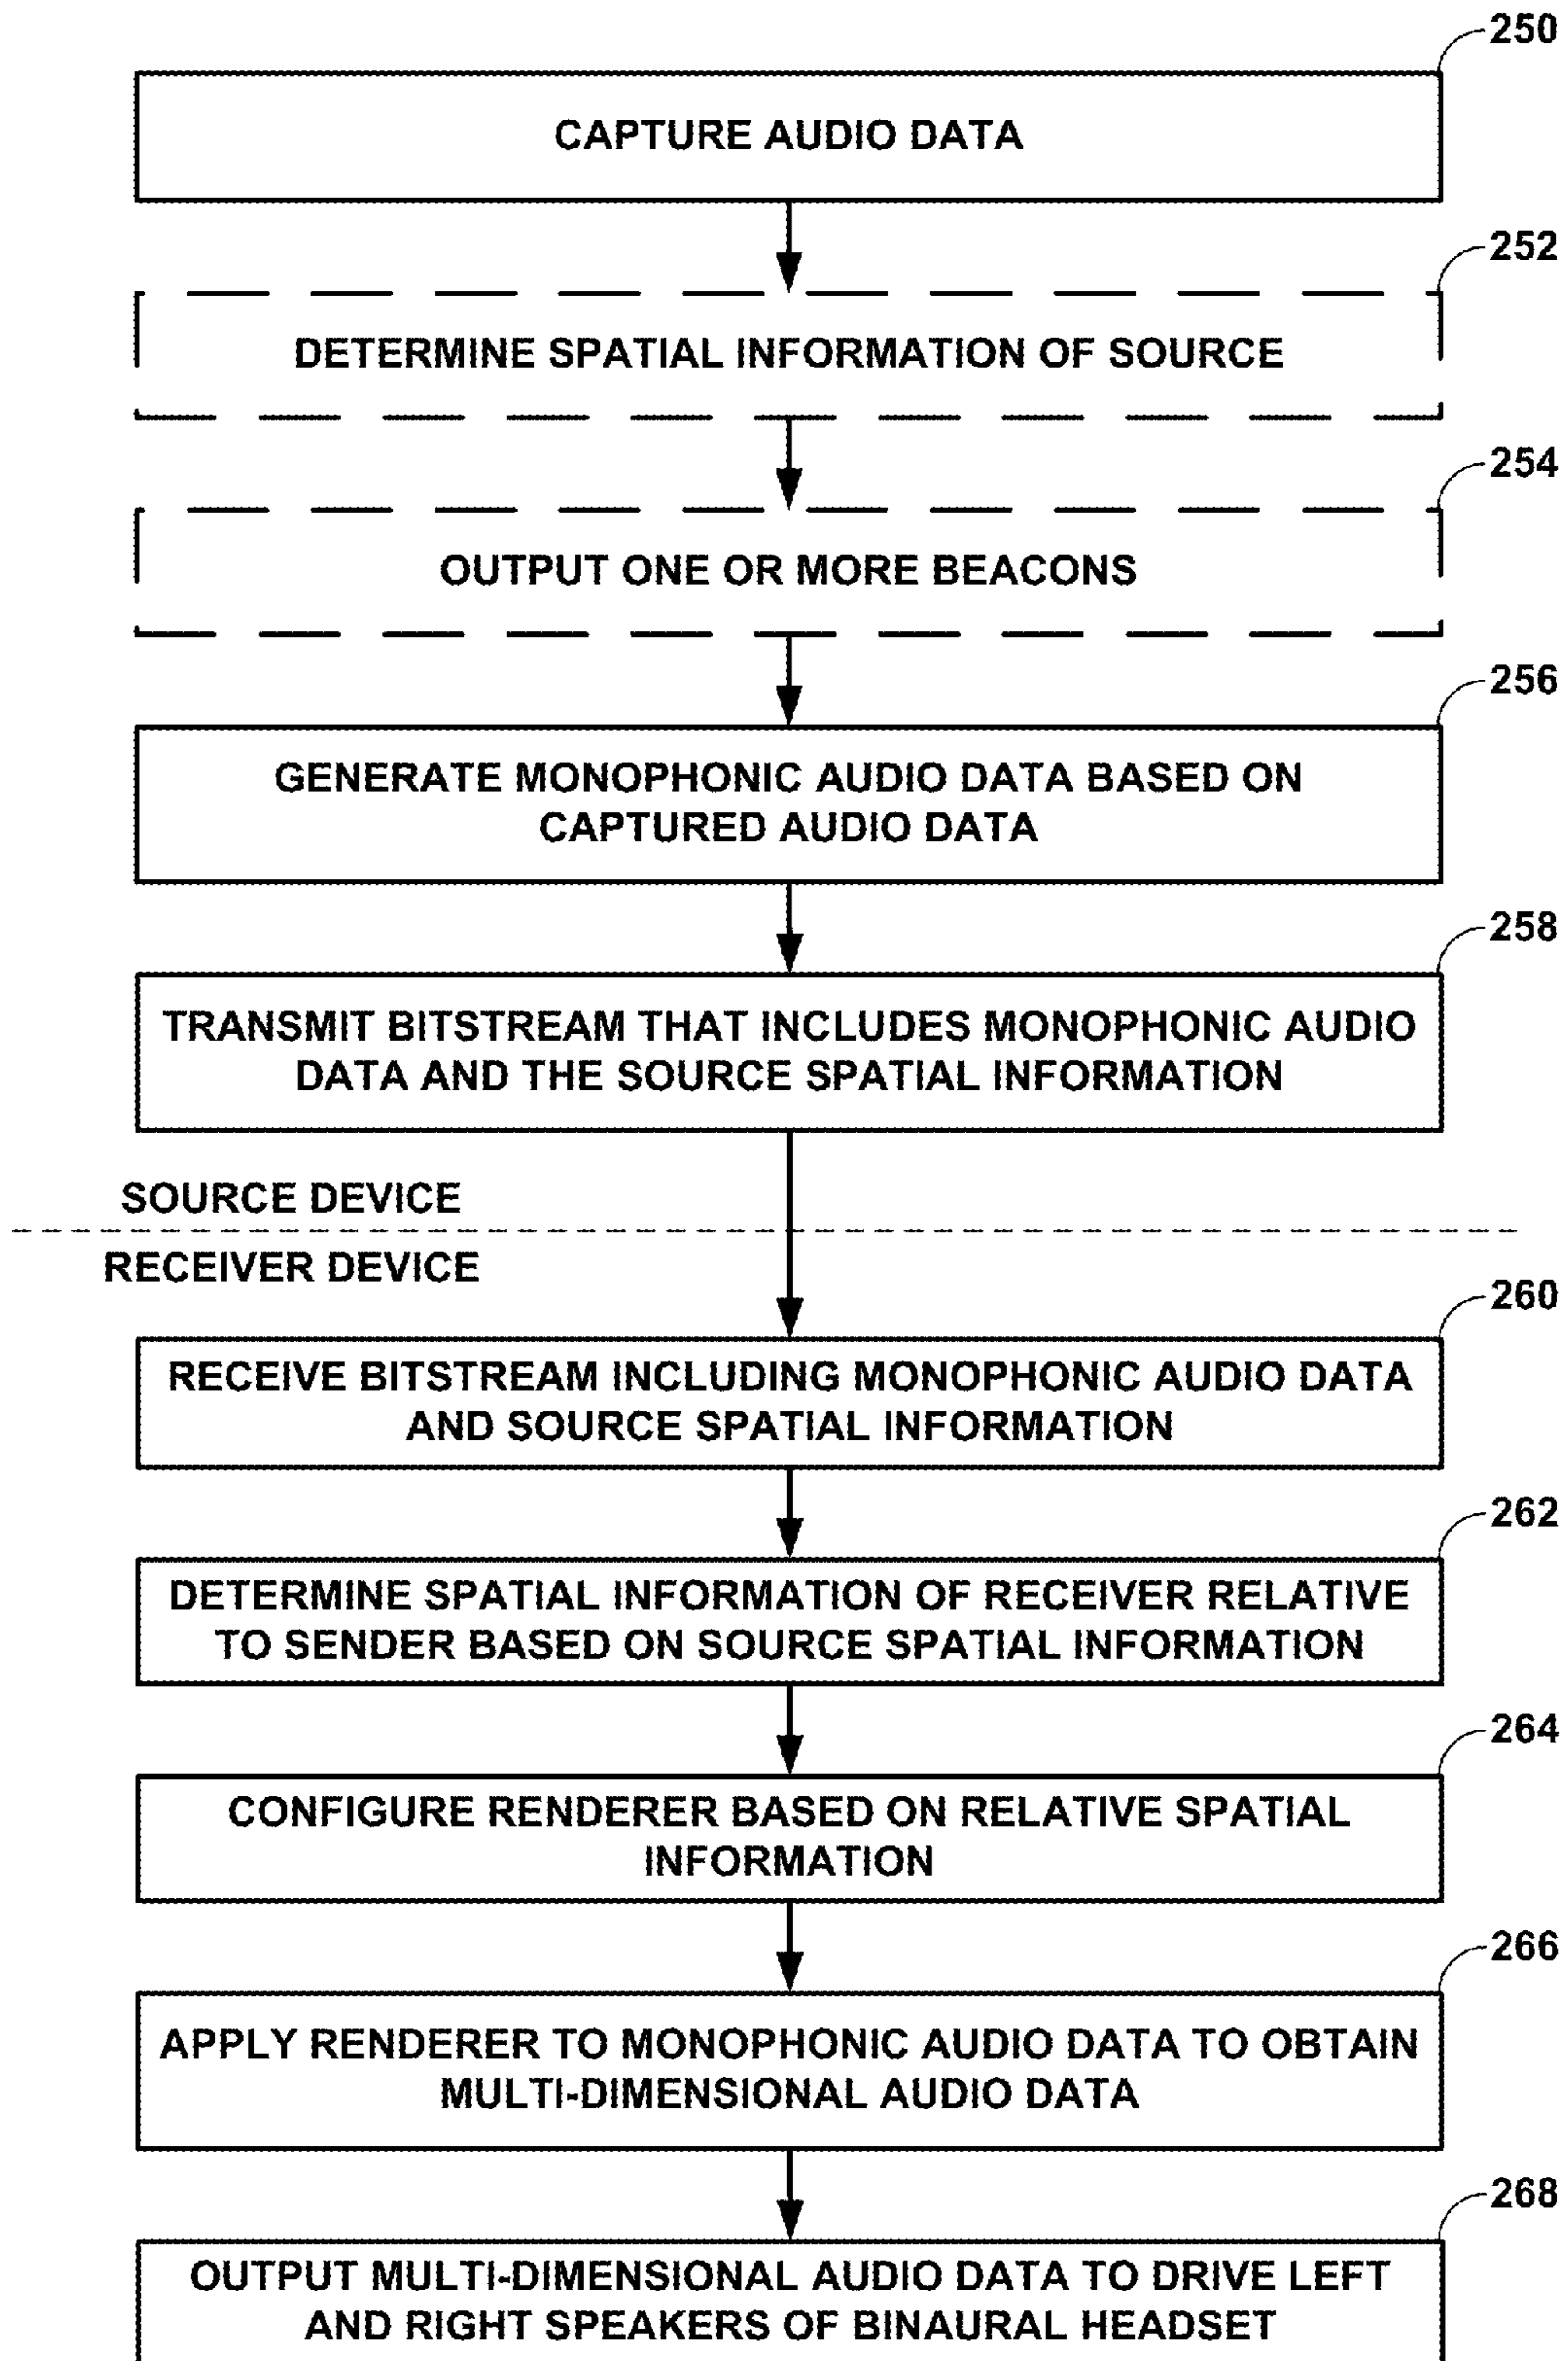 250
CAPTURE AUDIO DATA
252
DETERMINE SPATIAL INFORMATION OF SOURCE
254
OUTPUT ONE OR MORE BEACONS
256
GENERATE MONOPHONIC AUDIO DATA BASED ON
CAPTURED AUDIO DATA
258
TRANSMIT BITSTREAM THAT INCLUDES MONOPHONIC AUDIO
DATA AND THE SOURCE SPATIAL INFORMATION
SOURCE DEVICE
RECEIVER DEVICE
260
RECEIVE BITSTREAM INCLUDING MONOPHONIC AUDIO DATA
AND SOURCE SPATIAL INFORMATION
262
DETERMINE SPATIAL INFORMATION OF RECEIVER RELATIVE
TO SENDER BASED ON SOURCE SPATIAL INFORMATION
264
CONFIGURE RENDERER BASED ON RELATIVE SPATIAL
INFORMATION
266
APPLY RENDERER TO MONOPHONIC AUDIO DATA TO OBTAIN
MULTI-DIMENSIONAL AUDIO DATA
268
OUTPUT MULTI-DIMENSIONAL AUDIO DATA TO DRIVE LEFT
AND RIGHT SPEAKERS OF BINAURAL HEADSET